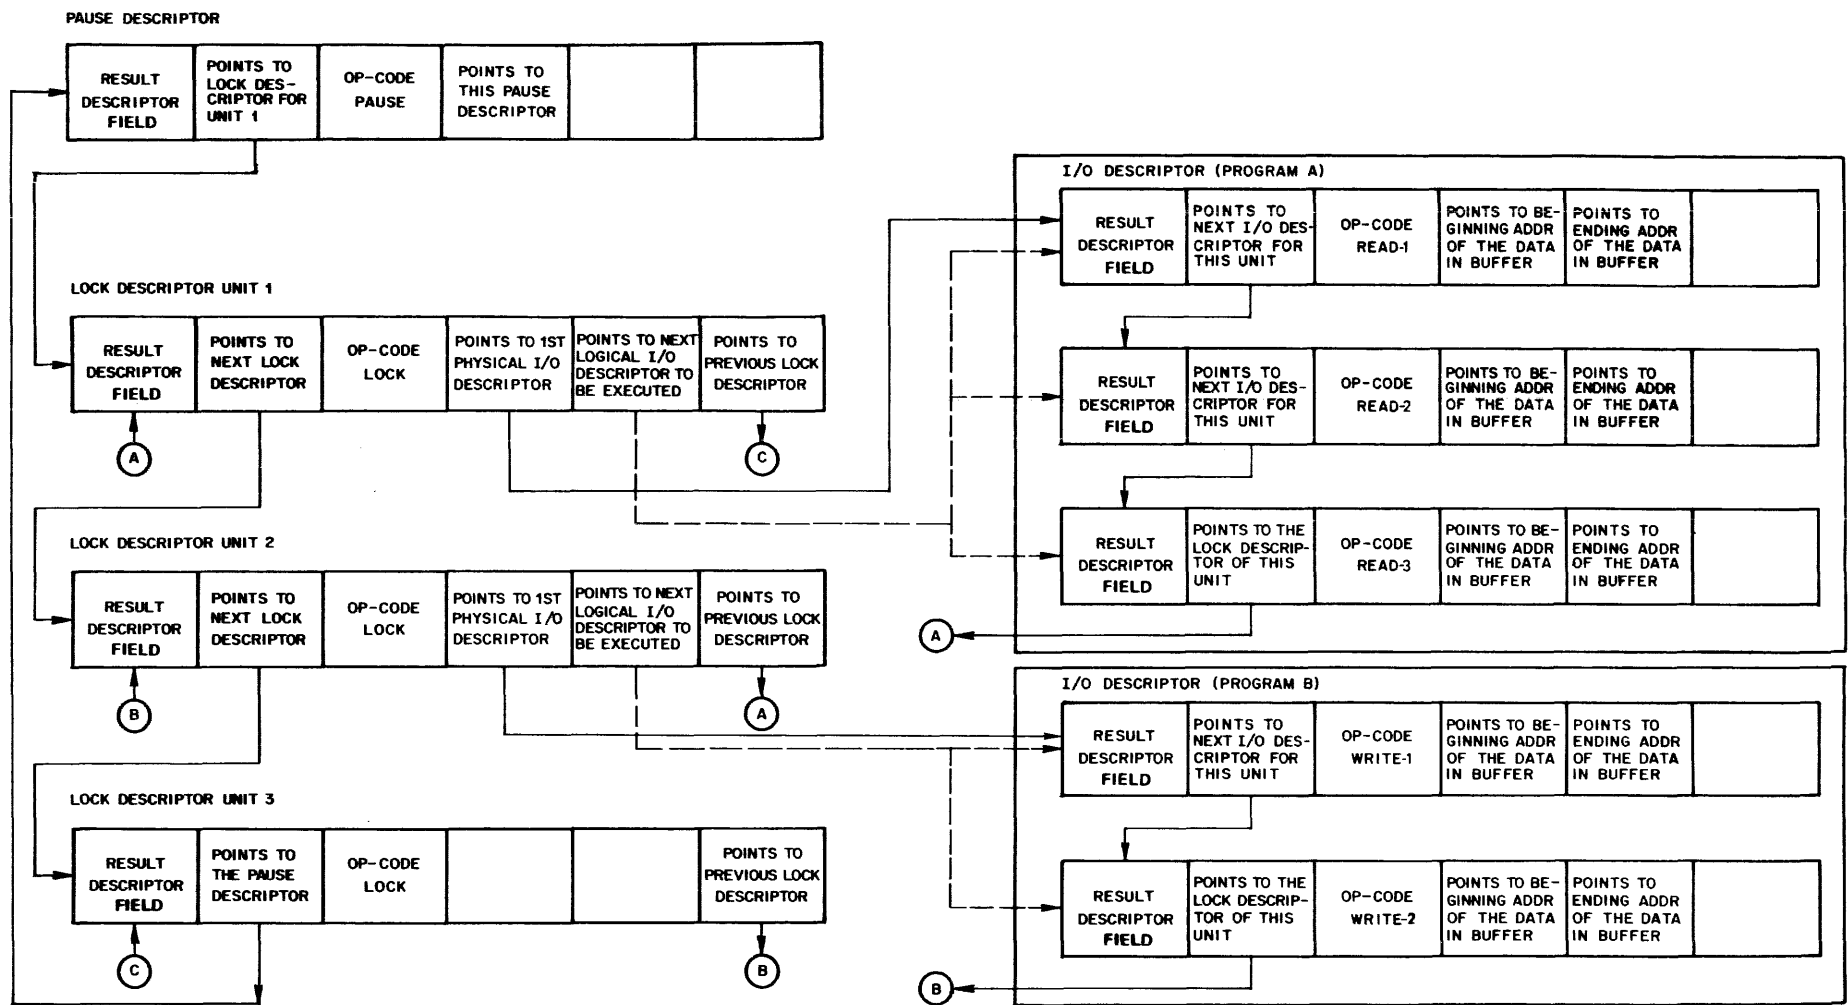 PAUSE DESCRIPTOR
RESULT
DESCRIPTOR
FIELD
POINTS TO
LOCK DES-
CRIPTOR FOR
UNIT 1
OP-CODE
PAUSE
POINTS TO
THIS PAUSE
DESCRIPTOR
LOCK DESCRIPTOR UNIT 1
RESULT
DESCRIPTOR
FIELD
POINTS TO
NEXT LOCK
DESCRIPTOR
OP-CODE
LOCK
POINTS TO 1ST
PHYSICAL I/O
DESCRIPTOR
POINTS TO NEXT
LOGICAL I/O
DESCRIPTOR TO
BE EXECUTED
POINTS TO
PREVIOUS LOCK
DESCRIPTOR
A
C
LOCK DESCRIPTOR UNIT 2
RESULT
DESCRIPTOR
FIELD
POINTS TO
NEXT LOCK
DESCRIPTOR
OP-CODE
LOCK
POINTS TO 1ST
PHYSICAL I/O
DESCRIPTOR
POINTS TO NEXT
LOGICAL I/O
DESCRIPTOR TO
BE EXECUTED
POINTS TO
PREVIOUS LOCK
DESCRIPTOR
B
A
LOCK DESCRIPTOR UNIT 3
RESULT
DESCRIPTOR
FIELD
POINTS TO
THE PAUSE
DESCRIPTOR
OP-CODE
LOCK
POINTS TO
PREVIOUS LOCK
DESCRIPTOR
C
B
I/O DESCRIPTOR (PROGRAM A)
RESULT
DESCRIPTOR
FIELD
POINTS TO
NEXT I/O DES-
CRIPTOR FOR
THIS UNIT
OP-CODE
READ-1
POINTS TO BE-
GINNING ADDR
OF THE DATA
IN BUFFER
POINTS TO
ENDING ADDR
OF THE DATA
IN BUFFER
RESULT
DESCRIPTOR
FIELD
POINTS TO
NEXT I/O DES-
CRIPTOR FOR
THIS UNIT
OP-CODE
READ-2
POINTS TO BE-
GINNING ADDR
OF THE DATA
IN BUFFER
POINTS TO
ENDING ADDR
OF THE DATA
IN BUFFER
RESULT
DESCRIPTOR
FIELD
POINTS TO THE
LOCK DESCRIP-
TOR OF THIS
UNIT
OP-CODE
READ-3
POINTS TO BE-
GINNING ADDR
OF THE DATA
IN BUFFER
POINTS TO
ENDING ADDR
OF THE DATA
IN BUFFER
A
I/O DESCRIPTOR (PROGRAM B)
RESULT
DESCRIPTOR
FIELD
POINTS TO
NEXT I/O DES-
CRIPTOR FOR
THIS UNIT
OP-CODE
WRITE-1
POINTS TO BE-
GINNING ADDR
OF THE DATA
IN BUFFER
POINTS TO
ENDING ADDR
OF THE DATA
IN BUFFER
RESULT
DESCRIPTOR
FIELD
POINTS TO THE
LOCK DESCRIP-
TOR OF THIS
UNIT
OP-CODE
WRITE-2
POINTS TO BE-
GINNING ADDR
OF THE DATA
IN BUFFER
POINTS TO
ENDING ADDR
OF THE DATA
IN BUFFER
B